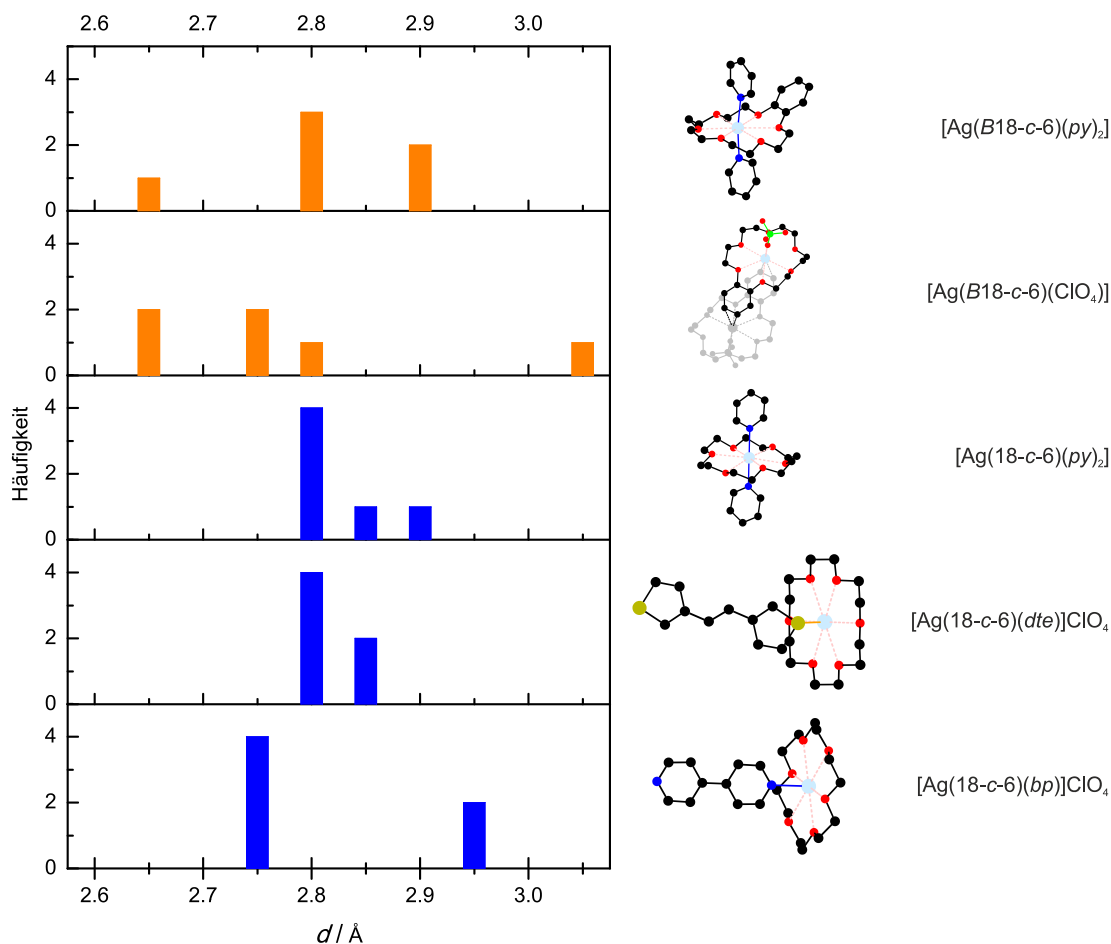 2.6 2.7 2.8 2.9 3.0
4
2
0
[Ag(B18-c-6)(py)₂]
4
2
0
[Ag(B18-c-6)(ClO₄)]
4
2
0
[Ag(18-c-6)(py)₂]
Häufigkeit
4
2
0
[Ag(18-c-6)(dte)]ClO₄
4
2
0
[Ag(18-c-6)(bp)]ClO₄
2.6 2.7 2.8 2.9 3.0
d / Å